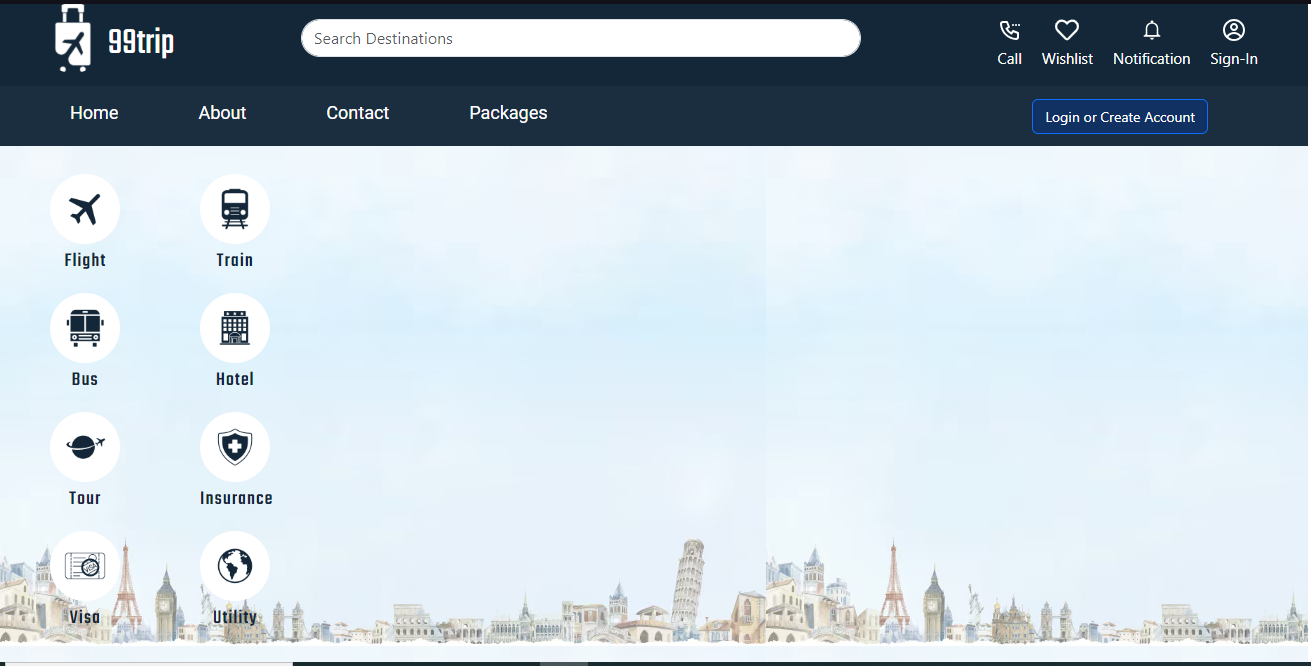 99trip
Search Destinations
Call Wishlist Notification Sign-In
Home About Contact Packages
Login or Create Account
Flight Train
Bus Hotel
Tour Insurance
VISA
Visa Utility